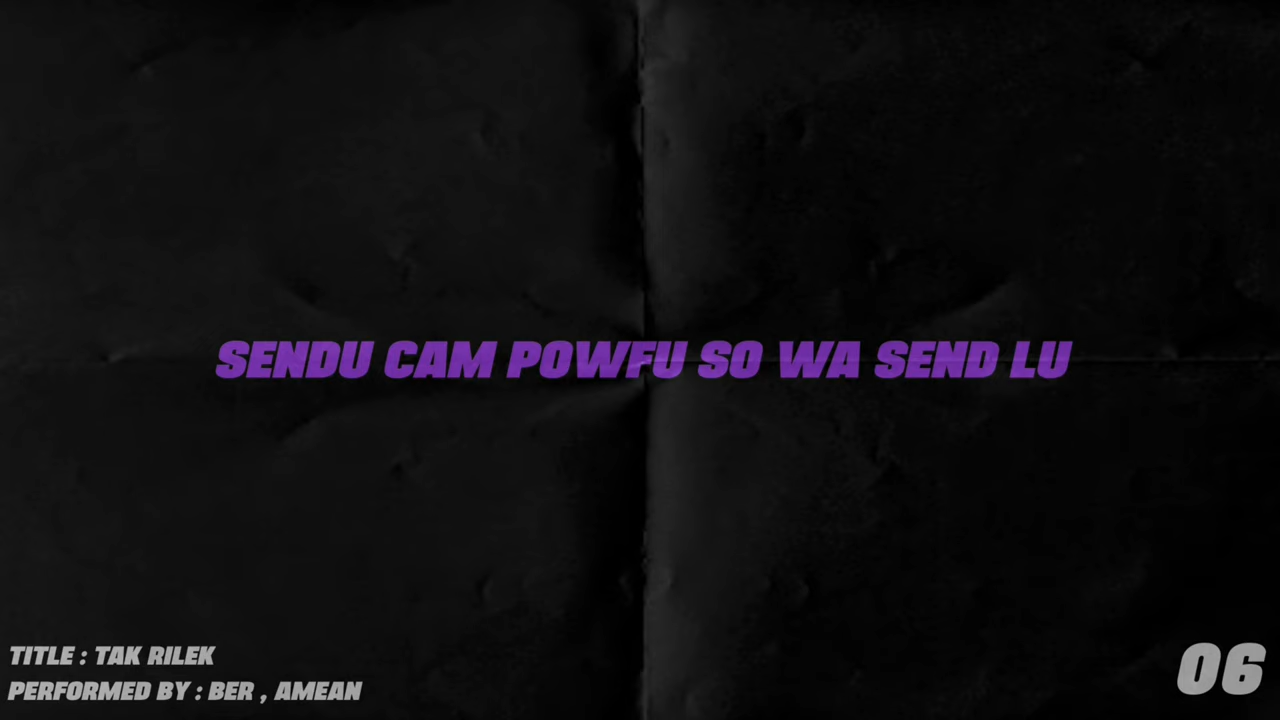 SENDU CAM POWFU SO WA SEND LU
TITLE : TAK RILEK
PERFORMED BY : BER , AMEAN
06